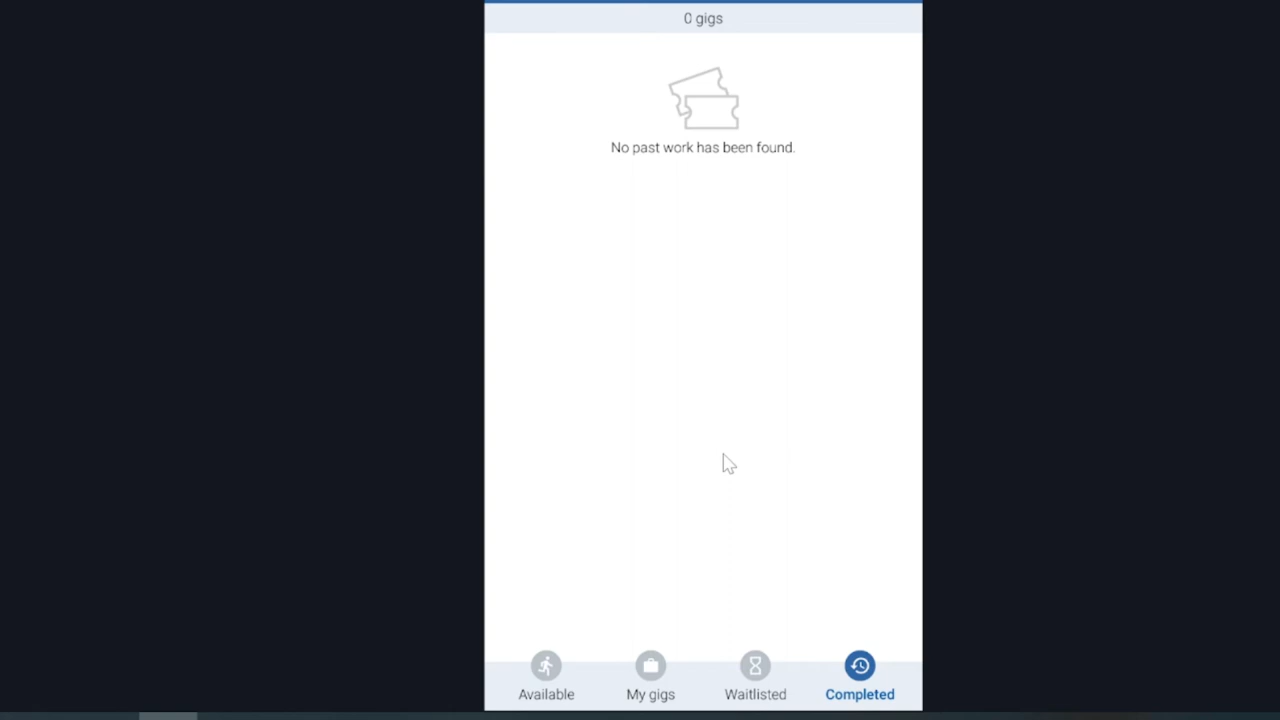 0 gigs
No past work has been found.
Available
My gigs
Waitlisted
Completed